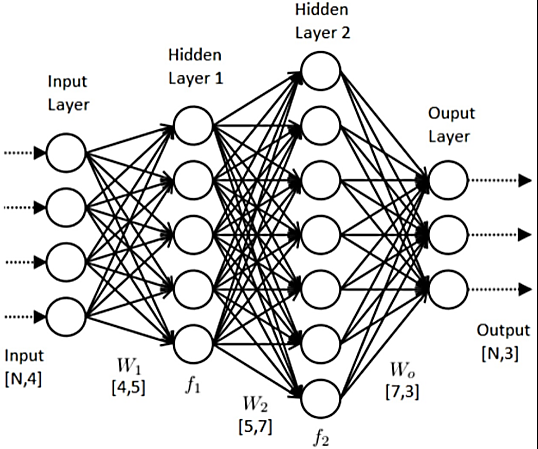 Hidden
Layer 2
Hidden
Layer 1
Input
Layer
Ouput
Layer
Output
[N,3]
Input
[N,4]
W₁
[4,5]
f₁
W₂
[5,7]
f₂
Wₒ
[7,3]